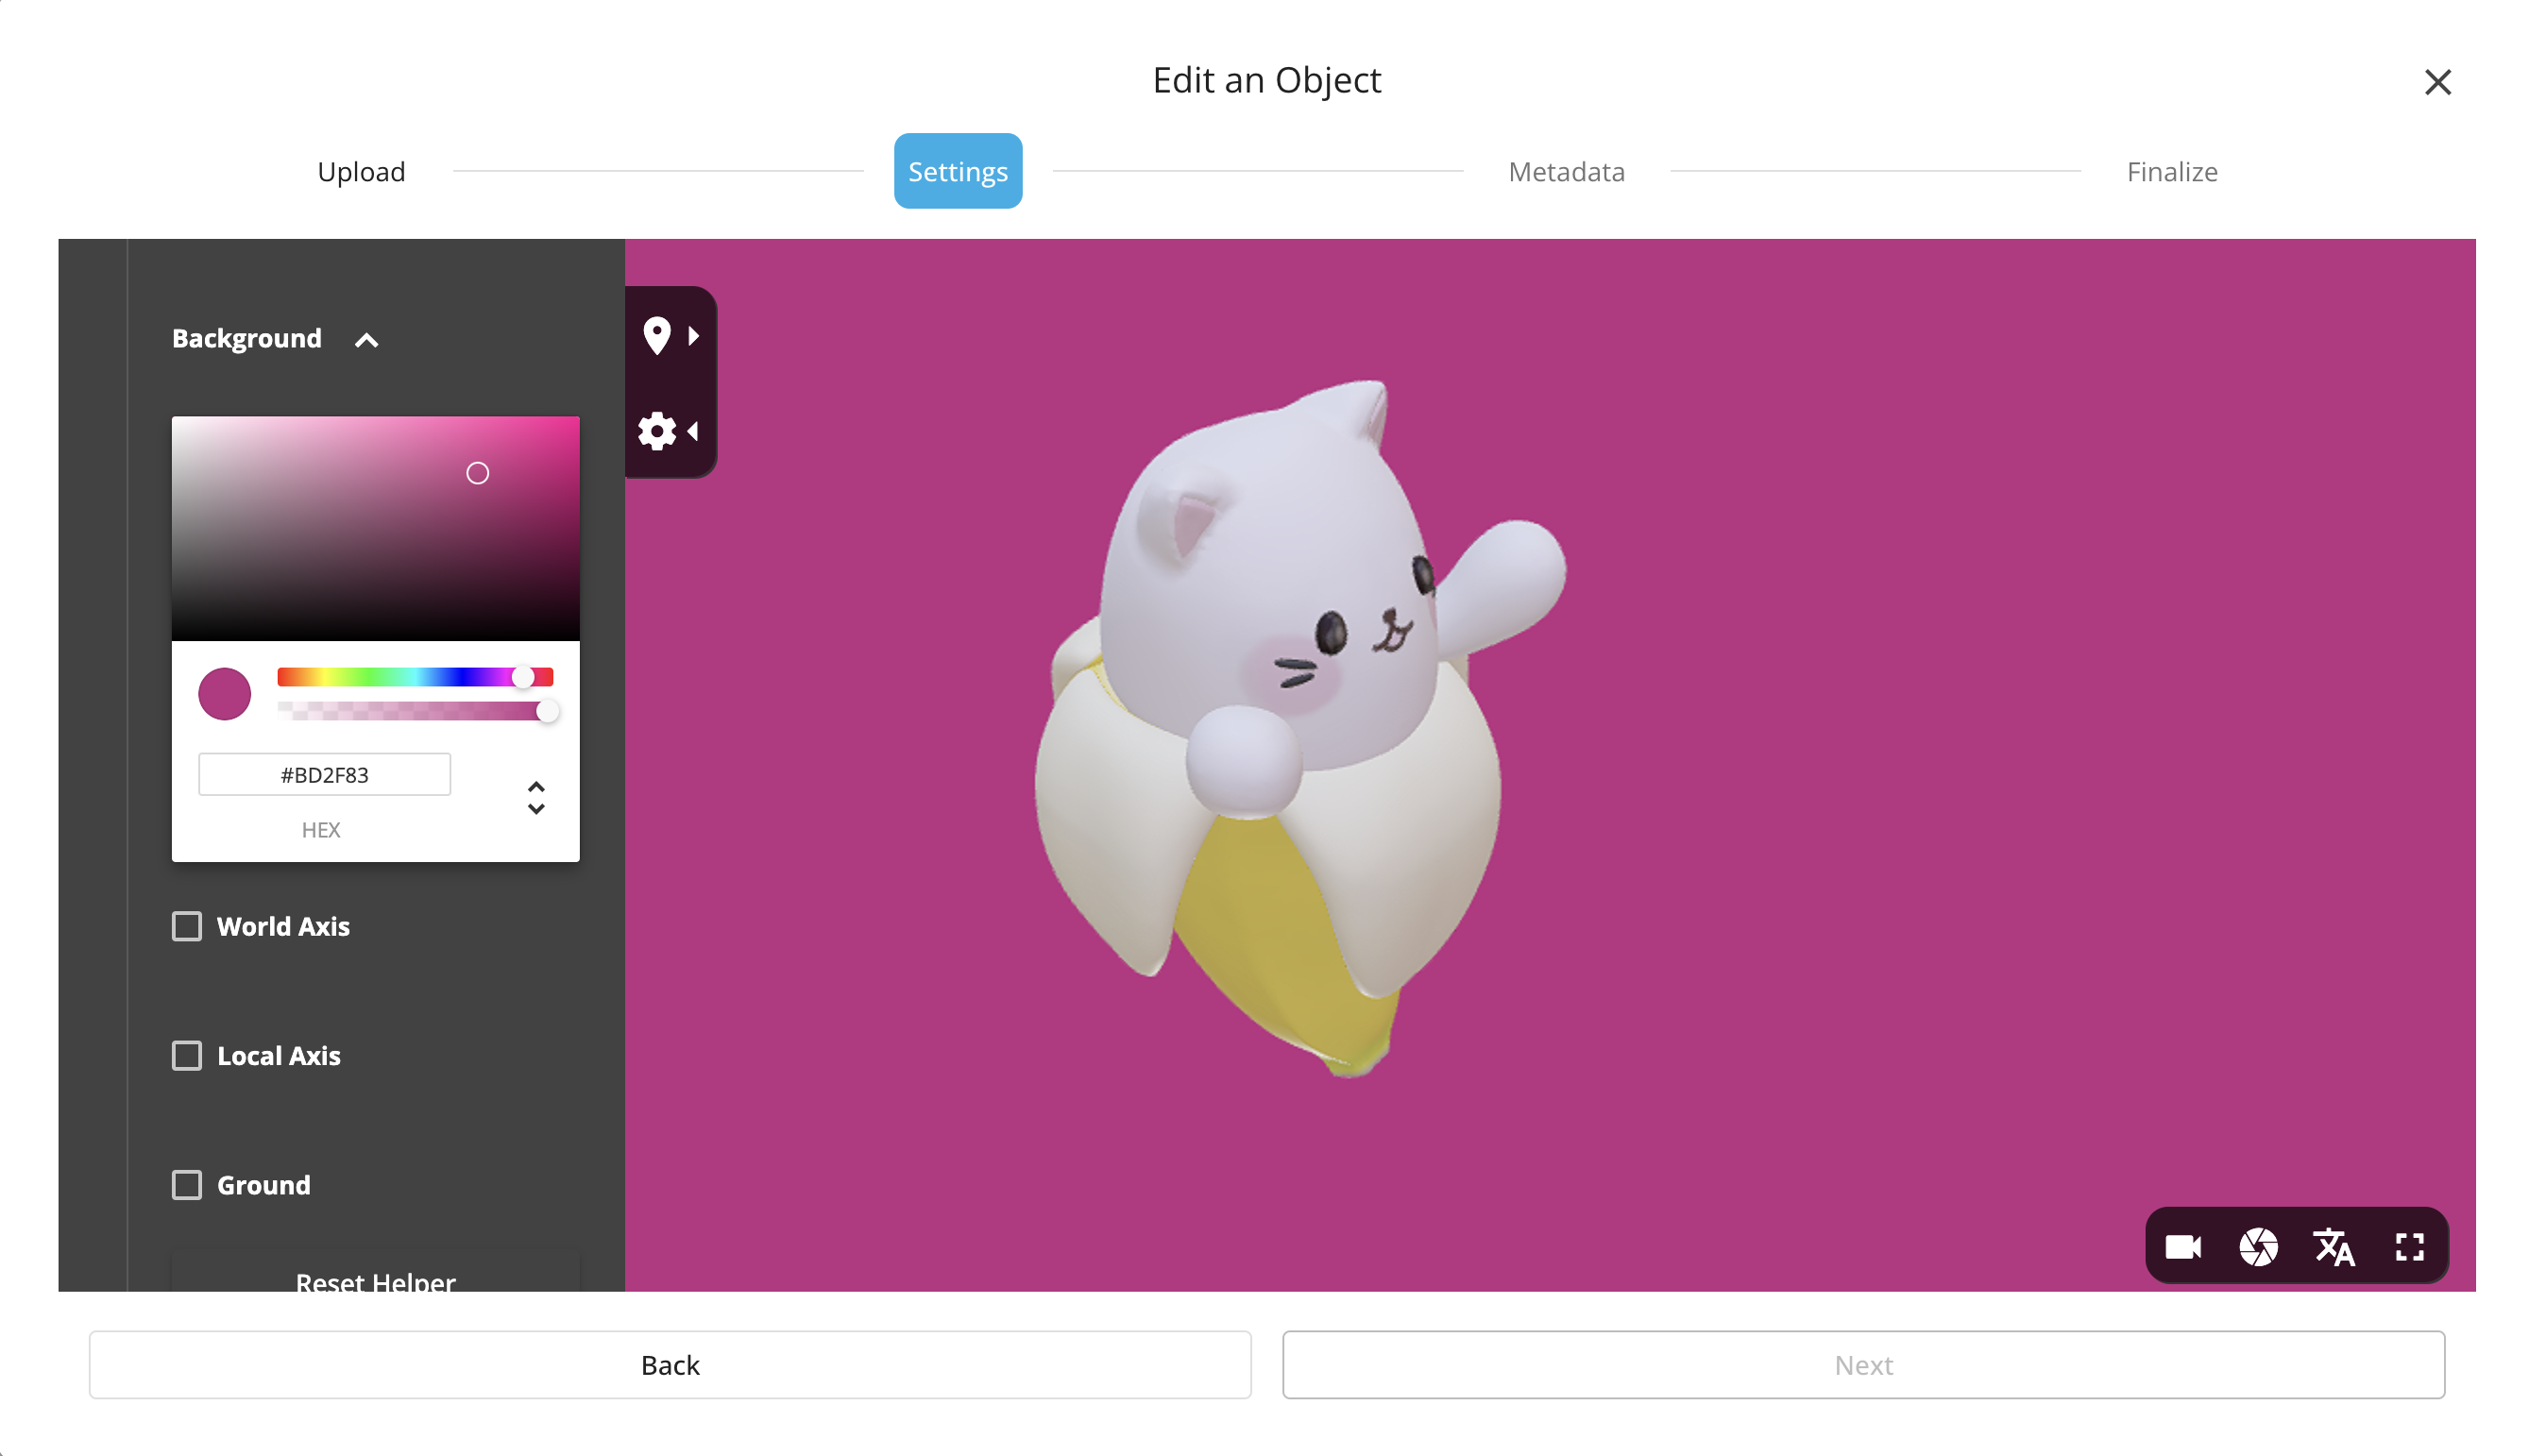 Edit an Object
Upload
Settings
Metadata
Finalize
Background
#BD2F83
HEX
World Axis
Local Axis
Ground
Reset Helper
Back
Next